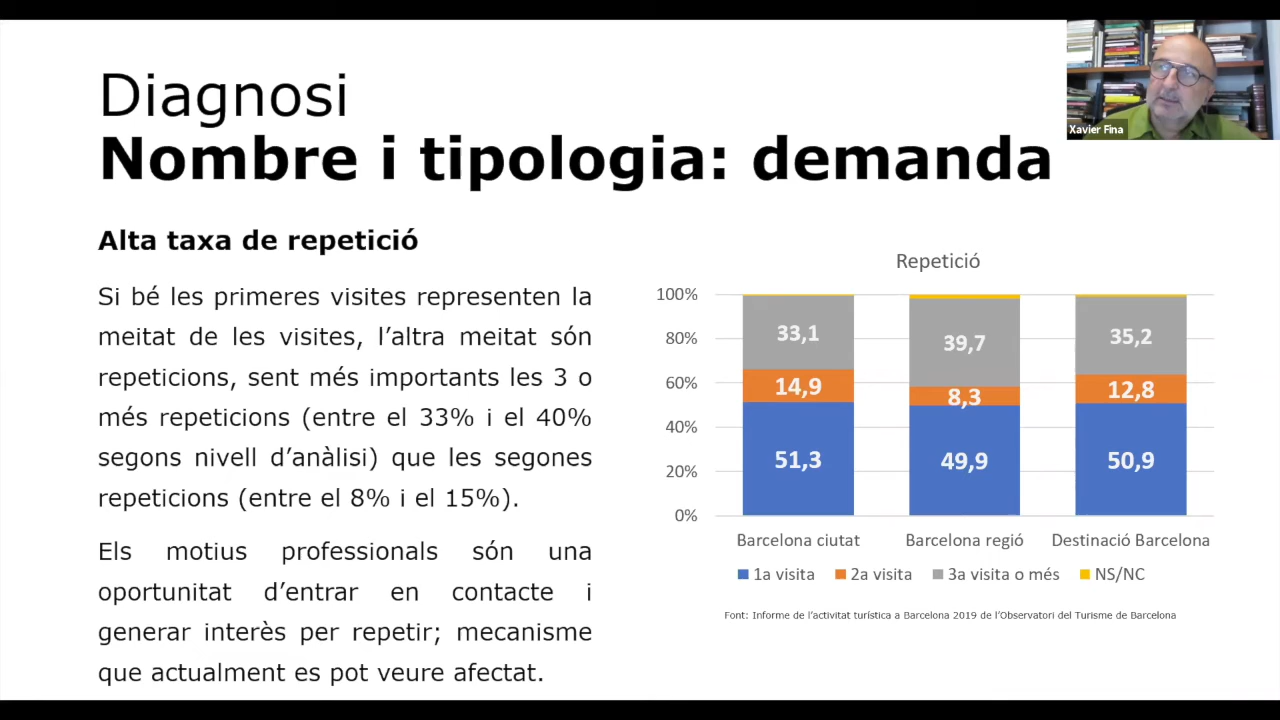 Diagnosi
Nombre i tipologia: demanda
Xavier Fina
Alta taxa de repetició
Si bé les primeres visites representen la
meitat de les visites, l’altra meitat són
repeticions, sent més importants les 3 o
més repeticions (entre el 33% i el 40%
segons nivell d’anàlisi) que les segones
repeticions (entre el 8% i el 15%).
Els motius professionals són una
oportunitat d’entrar en contacte i
generar interès per repetir; mecanisme
que actualment es pot veure afectat.
Repetició
100%
80%
60%
40%
20%
0%
33,1
39,7
35,2
14,9
8,3
12,8
51,3
49,9
50,9
Barcelona ciutat
Barcelona regió
Destinació Barcelona
1a visita
2a visita
3a visita o més
NS/NC
Font: Informe de l’activitat turística a Barcelona 2019 de l’Observatori del Turisme de Barcelona